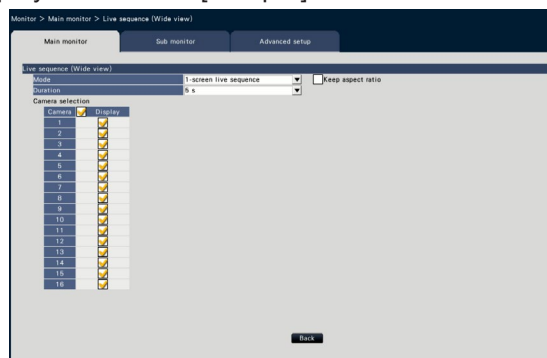 Monitor > Main monitor > Live sequence (Wide view)
Main monitor Sub monitor Advanced setup
Live sequence (Wide view)
Mode 1-screen live sequence Keep aspect ratio
Duration 6 s
Camera selection
Camera Display
1
2
3
4
5
6
7
8
9
10
11
12
13
14
15
16
Back